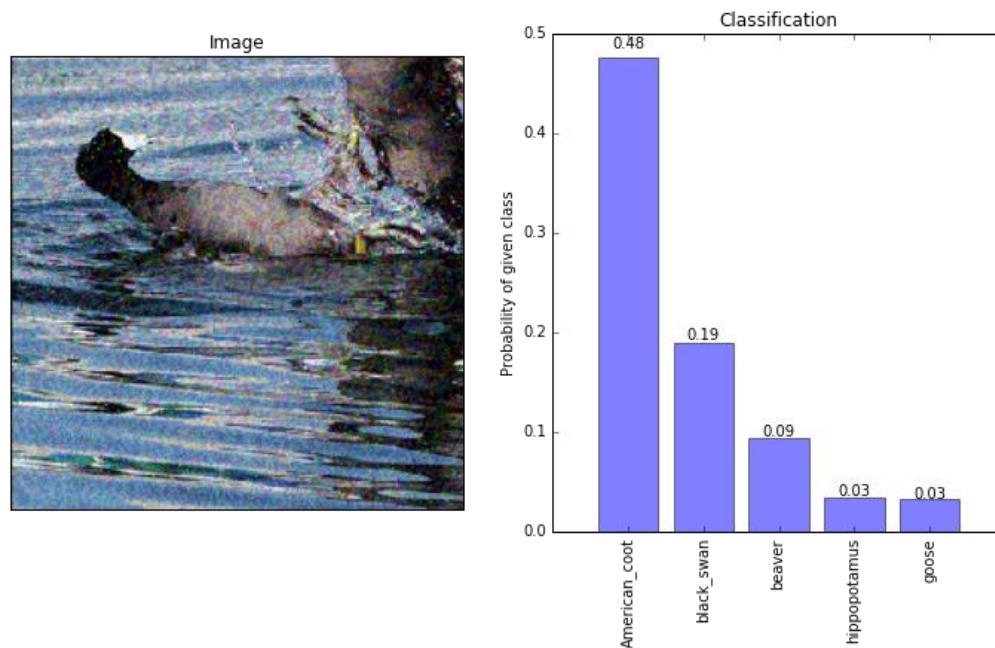 Image
Classification
Probability of given class
0.5
0.4
0.3
0.2
0.1
0.0
0.48
0.19
0.09
0.03
0.03
American_coot
black_swan
beaver
hippopotamus
goose